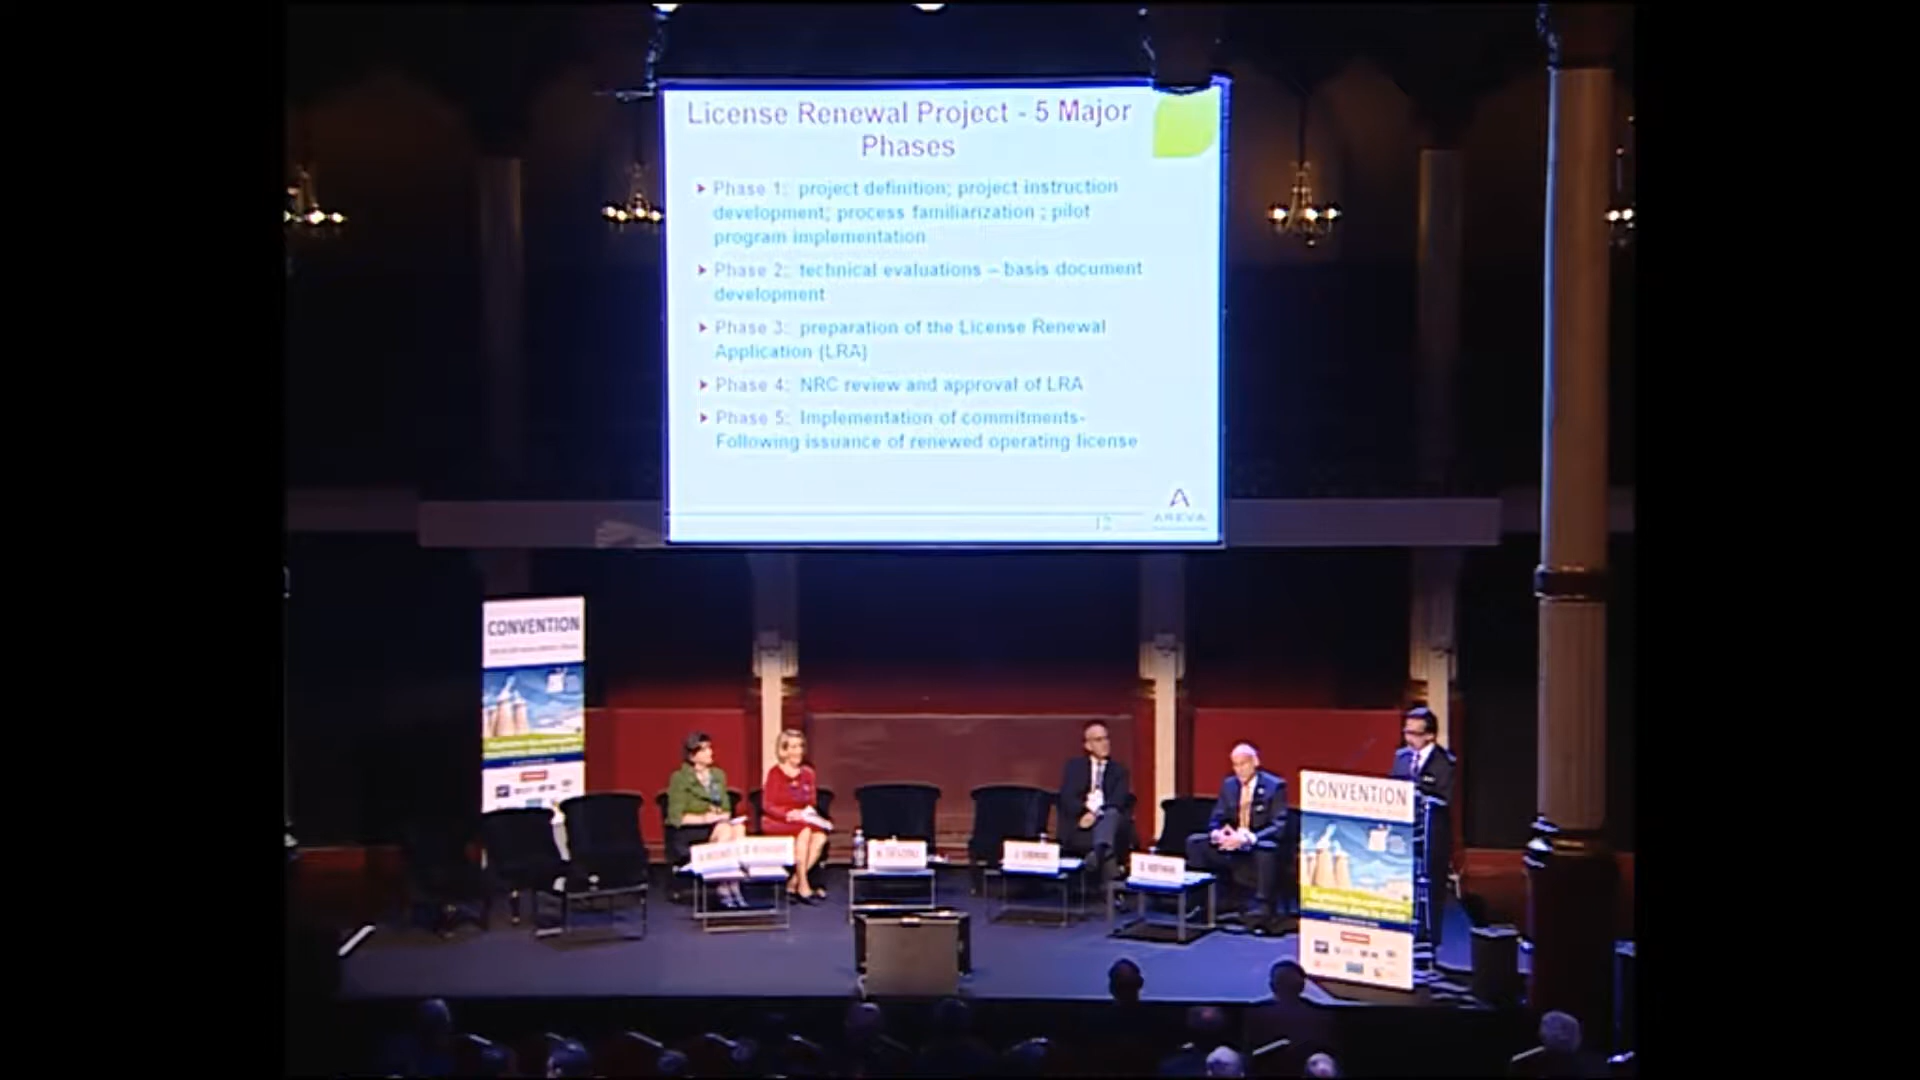 License Renewal Project - 5 Major
Phases
Phase 1: project definition; project instruction
development; process familiarization ; pilot
program implementation
Phase 2: technical evaluations – basis document
development
Phase 3: preparation of the License Renewal
Application (LRA)
Phase 4: NRC review and approval of LRA
Phase 5: Implementation of commitments-
Following issuance of renewed operating license
12
AREVA
CONVENTION
CONVENTION